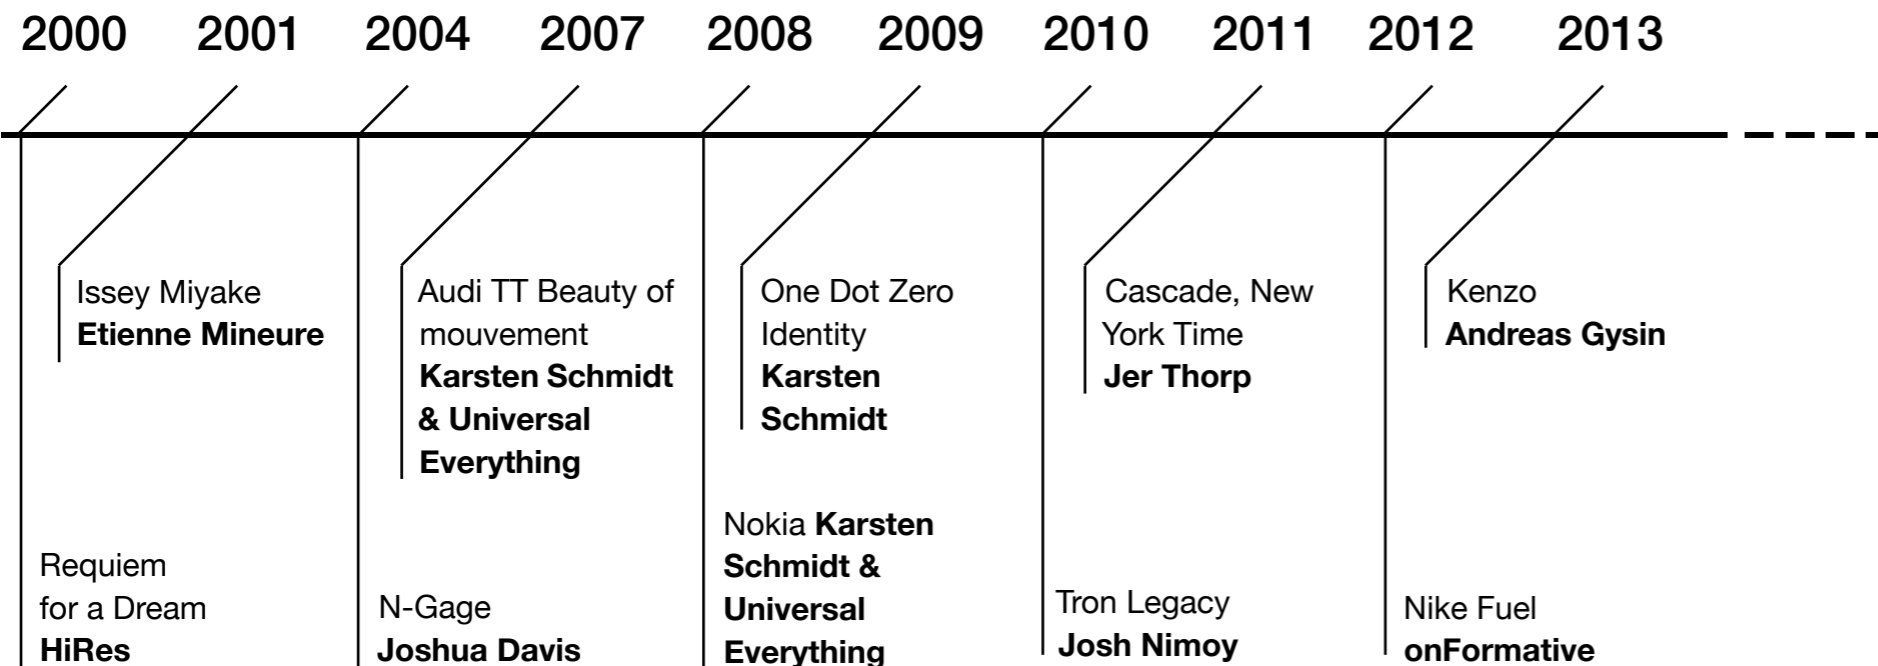 2000 2001 2004 2007 2008 2009 2010 2011 2012 2013
Issey Miyake
Etienne Mineure
Audi TT Beauty of
mouvement
Karsten Schmidt
& Universal
Everything
One Dot Zero
Identity
Karsten
Schmidt
Cascade, New
York Time
Jer Thorp
Kenzo
Andreas Gysin
Requiem
for a Dream
HiRes
N-Gage
Joshua Davis
Nokia Karsten
Schmidt &
Universal
Everything
Tron Legacy
Josh Nimoy
Nike Fuel
onFormative